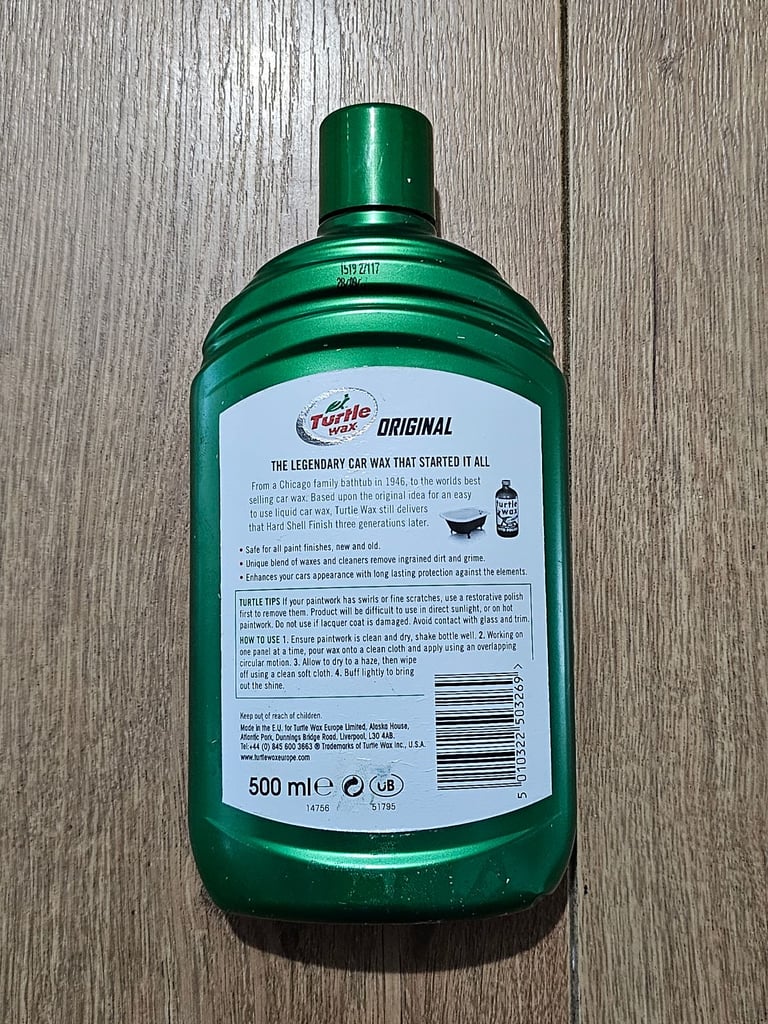 1519 27117
Turtle
wax
ORIGINAL
THE LEGENDARY CAR WAX THAT STARTED IT ALL
From a Chicago family bathtub in 1946, to the worlds best
selling car wax. Based upon the original idea for an easy
to use liquid car wax, Turtle Wax still delivers
that Hard Shell Finish three generations later.
Turtle
wax
• Safe for all paint finishes, new and old.
• Unique blend of waxes and cleaners remove ingrained dirt and grime.
• Enhances your cars appearance with long lasting protection against the elements.
TURTLE TIPS If your paintwork has swirls or fine scratches, use a restorative polish
first to remove them. Product will be difficult to use in direct sunlight, or on hot
paintwork. Do not use if lacquer coat is damaged. Avoid contact with glass and trim.
HOW TO USE 1. Ensure paintwork is clean and dry, shake bottle well. 2. Working on
one panel at a time, pour wax onto a clean cloth and apply using an overlapping
circular motion. 3. Allow to dry to a haze, then wipe
off using a clean soft cloth. 4. Buff lightly to bring
out the shine.
Keep out of reach of children.
Made in the E.U. for Turtle Wax Europe Limited, Alaska House,
Atlantic Park, Dunnings Bridge Road, Liverpool, L30 4AB.
Tel:+44 (0) 845 600 3663 ® Trademarks of Turtle Wax Inc., U.S.A.
www.turtlewaxeurope.com
500 ml℮
GB
14756
51795
5 010322 503269 >